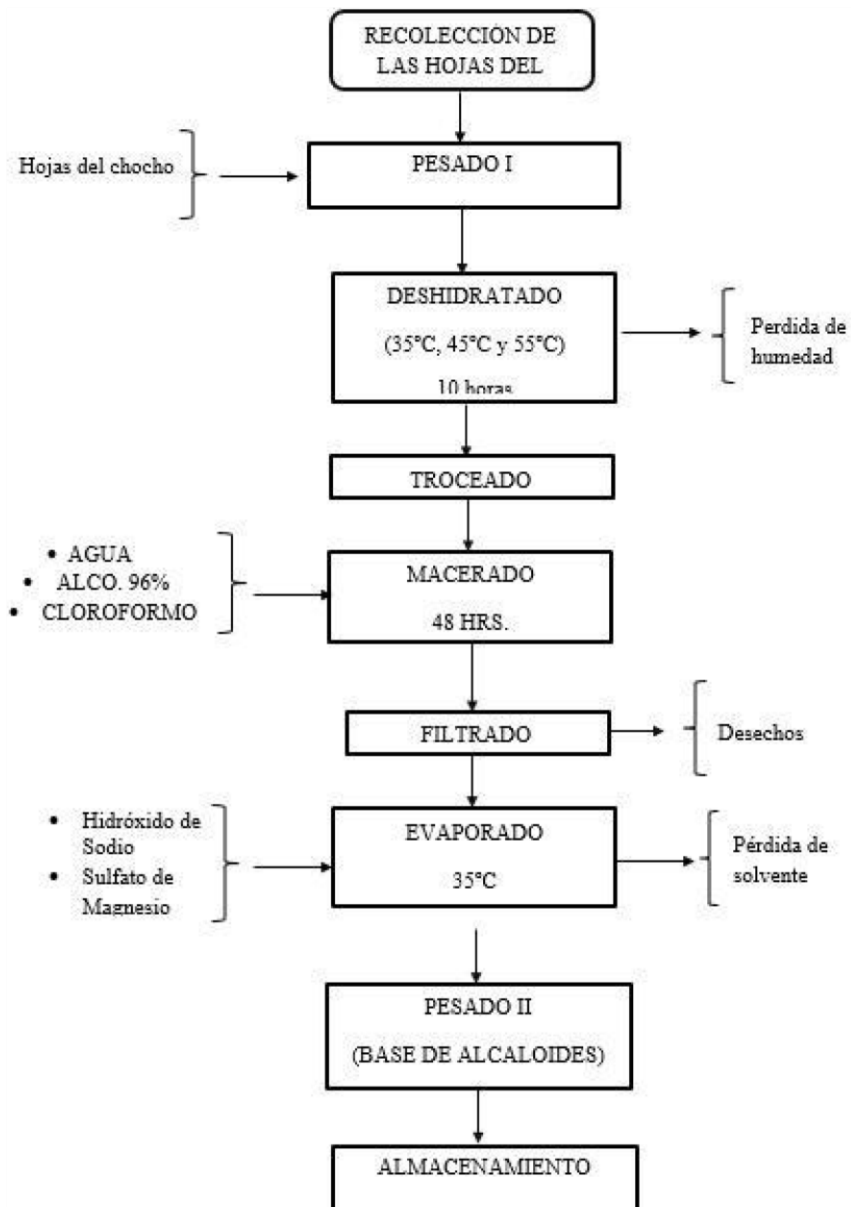 RECOLECCIÓN DE
LAS HOJAS DEL
Hojas del chocho
PESADO I
DESHIDRATADO
(35°C, 45°C y 55°C)
10 horas
Perdida de
humedad
TROCEADO
• AGUA
• ALCO. 96%
• CLOROFORMO
MACERADO
48 HRS.
FILTRADO
Desechos
• Hidróxido de
Sodio
• Sulfato de
Magnesio
EVAPORADO
35°C
Pérdida de
solvente
PESADO II
(BASE DE ALCALOIDES)
ALMACENAMIENTO